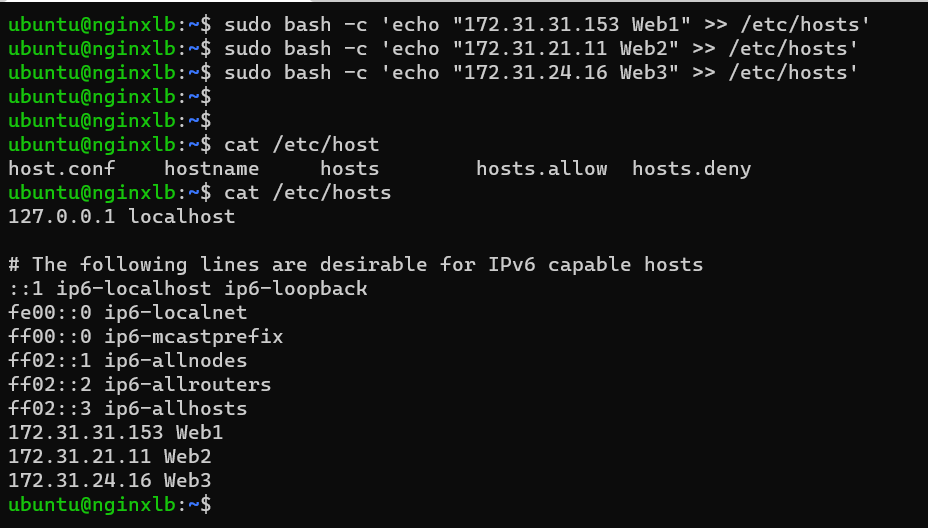 ubuntu@nginxlb:~$ sudo bash -c 'echo "172.31.31.153 Web1" >> /etc/hosts'
ubuntu@nginxlb:~$ sudo bash -c 'echo "172.31.21.11 Web2" >> /etc/hosts'
ubuntu@nginxlb:~$ sudo bash -c 'echo "172.31.24.16 Web3" >> /etc/hosts'
ubuntu@nginxlb:~$
ubuntu@nginxlb:~$
ubuntu@nginxlb:~$ cat /etc/host
host.conf    hostname     hosts        hosts.allow  hosts.deny
ubuntu@nginxlb:~$ cat /etc/hosts
127.0.0.1 localhost

# The following lines are desirable for IPv6 capable hosts
::1 ip6-localhost ip6-loopback
fe00::0 ip6-localnet
ff00::0 ip6-mcastprefix
ff02::1 ip6-allnodes
ff02::2 ip6-allrouters
ff02::3 ip6-allhosts
172.31.31.153 Web1
172.31.21.11 Web2
172.31.24.16 Web3
ubuntu@nginxlb:~$